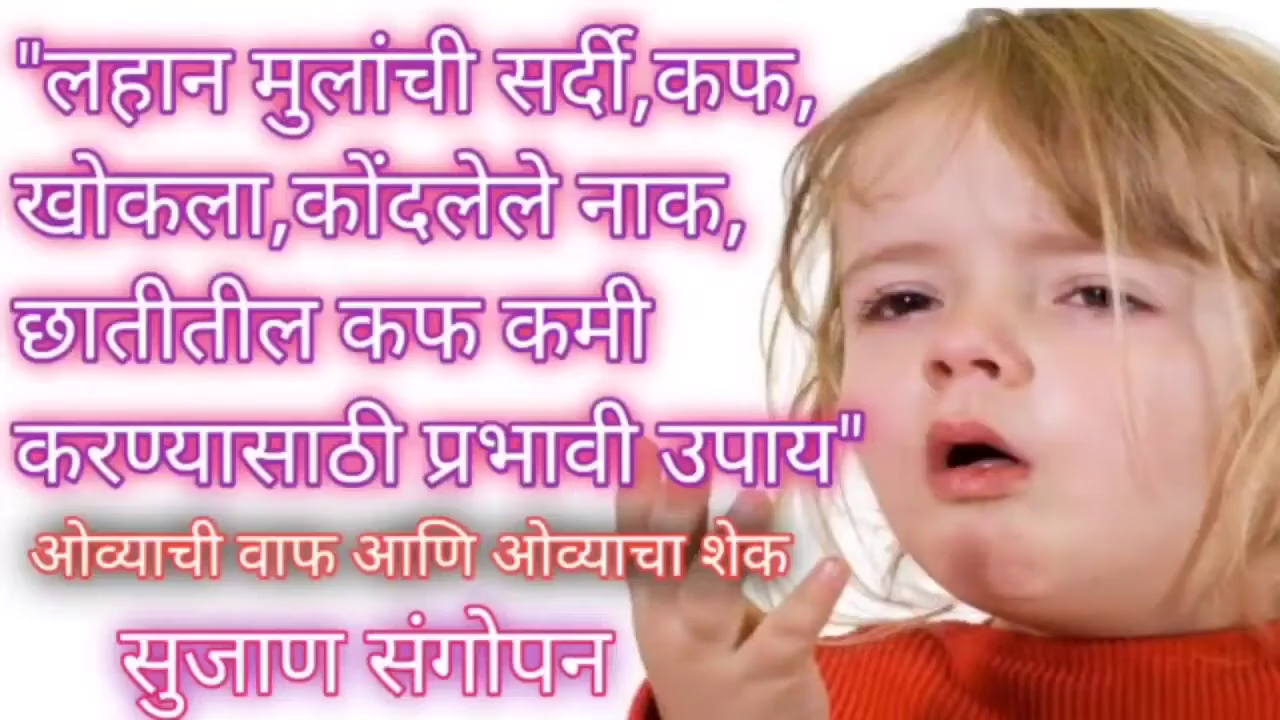 "लहान मुलांची सर्दी,कफ,
खोकला,कोंदलेले नाक,
छातीतील कफ कमी
करण्यासाठी प्रभावी उपाय"
ओव्याची वाफ आणि ओव्याचा शेक
सुजाण संगोपन